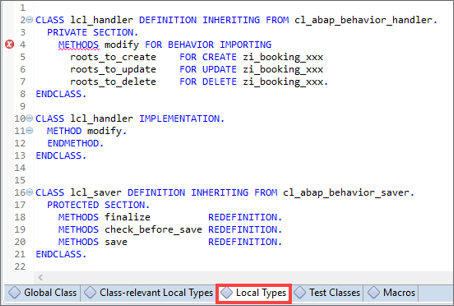 1
2 CLASS lcl_handler DEFINITION INHERITING FROM cl_abap_behavior_handler.
3 PRIVATE SECTION.
4 METHODS modify FOR BEHAVIOR IMPORTING
5 roots_to_create FOR CREATE zi_booking_xxx
6 roots_to_update FOR UPDATE zi_booking_xxx
7 roots_to_delete FOR DELETE zi_booking_xxx.
8 ENDCLASS.
9
10 CLASS lcl_handler IMPLEMENTATION.
11 METHOD modify.
12 ENDMETHOD.
13 ENDCLASS.
14
15
16 CLASS lcl_saver DEFINITION INHERITING FROM cl_abap_behavior_saver.
17 PROTECTED SECTION.
18 METHODS finalize REDEFINITION.
19 METHODS check_before_save REDEFINITION.
20 METHODS save REDEFINITION.
21 ENDCLASS.
22
Global Class Class-relevant Local Types Local Types Test Classes Macros